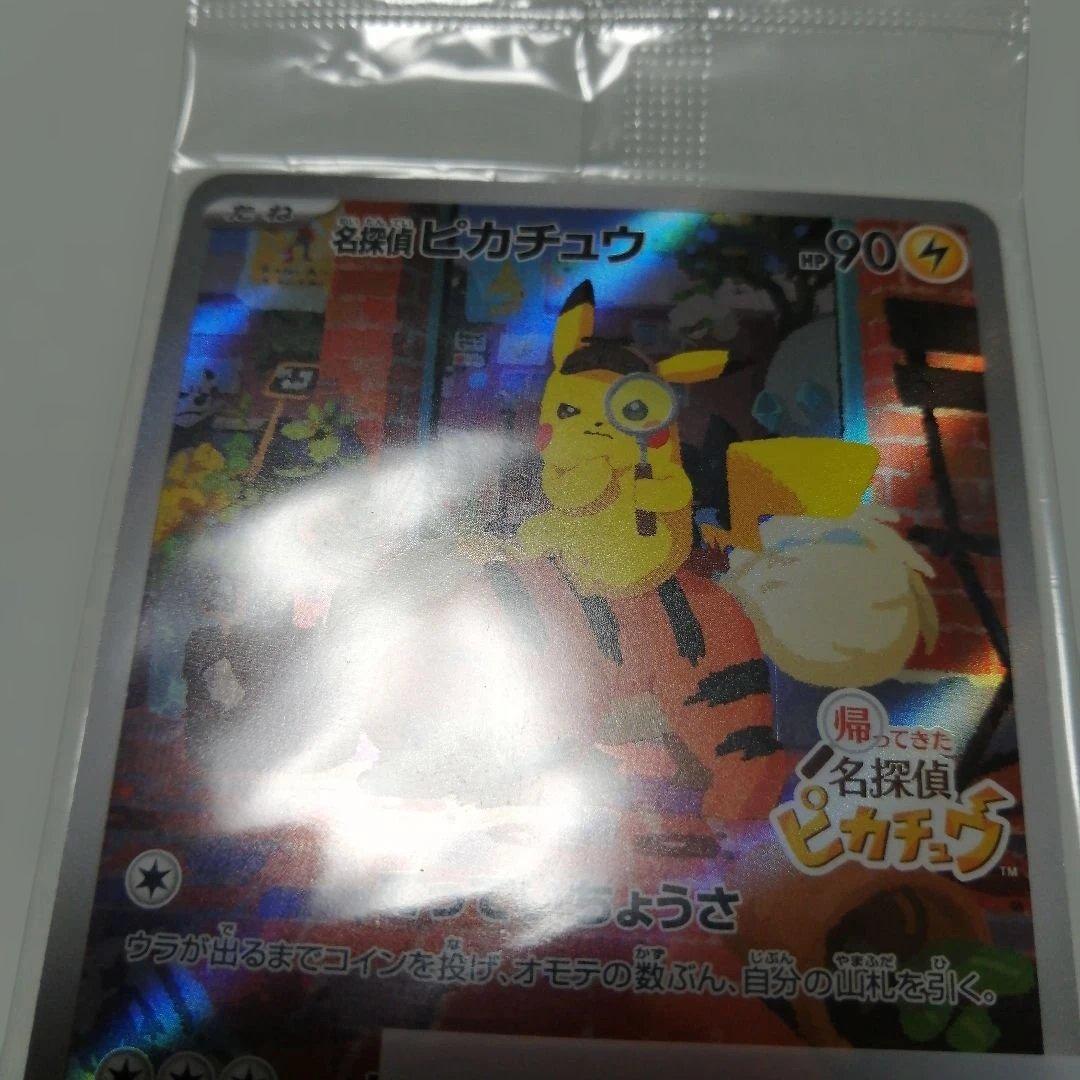 たね
めいたんてい
名探偵ピカチュウ
HP90
帰ってきた
名探偵
ピカチュウ™
ちょうさ
ウラが出るまでコインを投げ、オモテの数ぶん、自分の山札を引く。